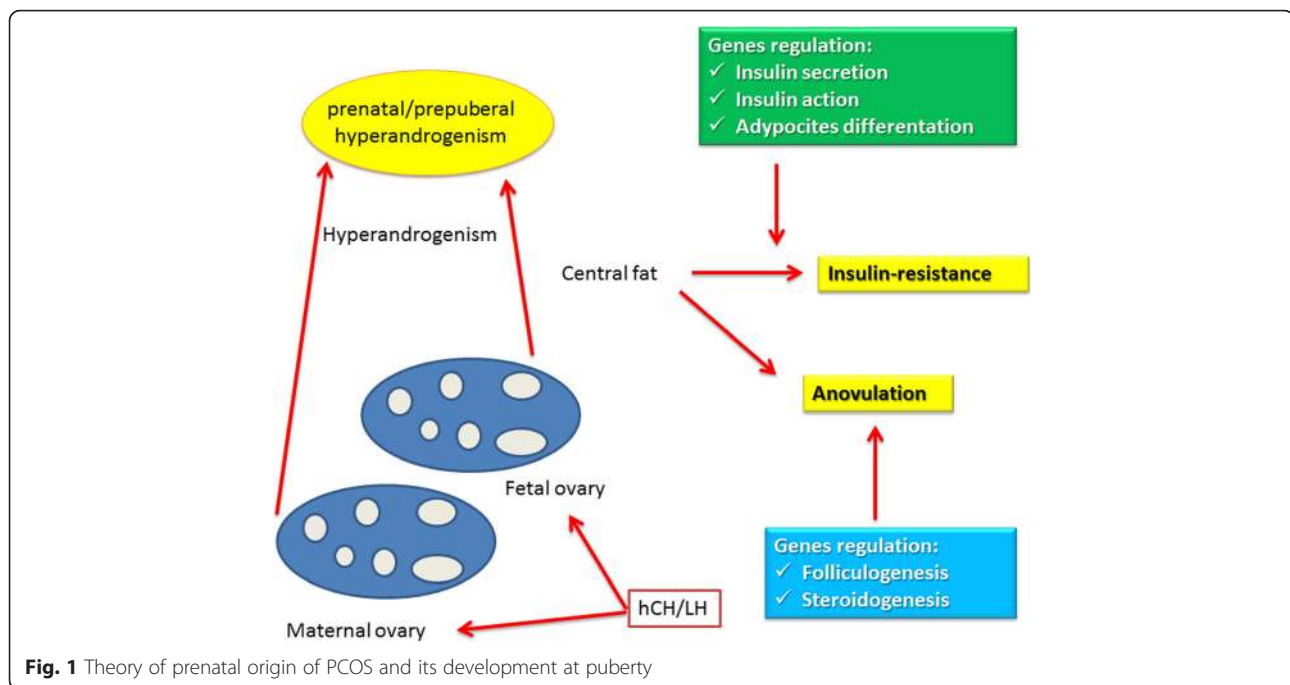 Genes regulation:
✓ Insulin secretion
✓ Insulin action
✓ Adypocites differentation
prenatal/prepuberal
hyperandrogenism
Hyperandrogenism
Central fat
Insulin-resistance
Anovulation
Fetal ovary
Genes regulation:
✓ Folliculogenesis
✓ Steroidogenesis
hCH/LH
Maternal ovary
Fig. 1 Theory of prenatal origin of PCOS and its development at puberty